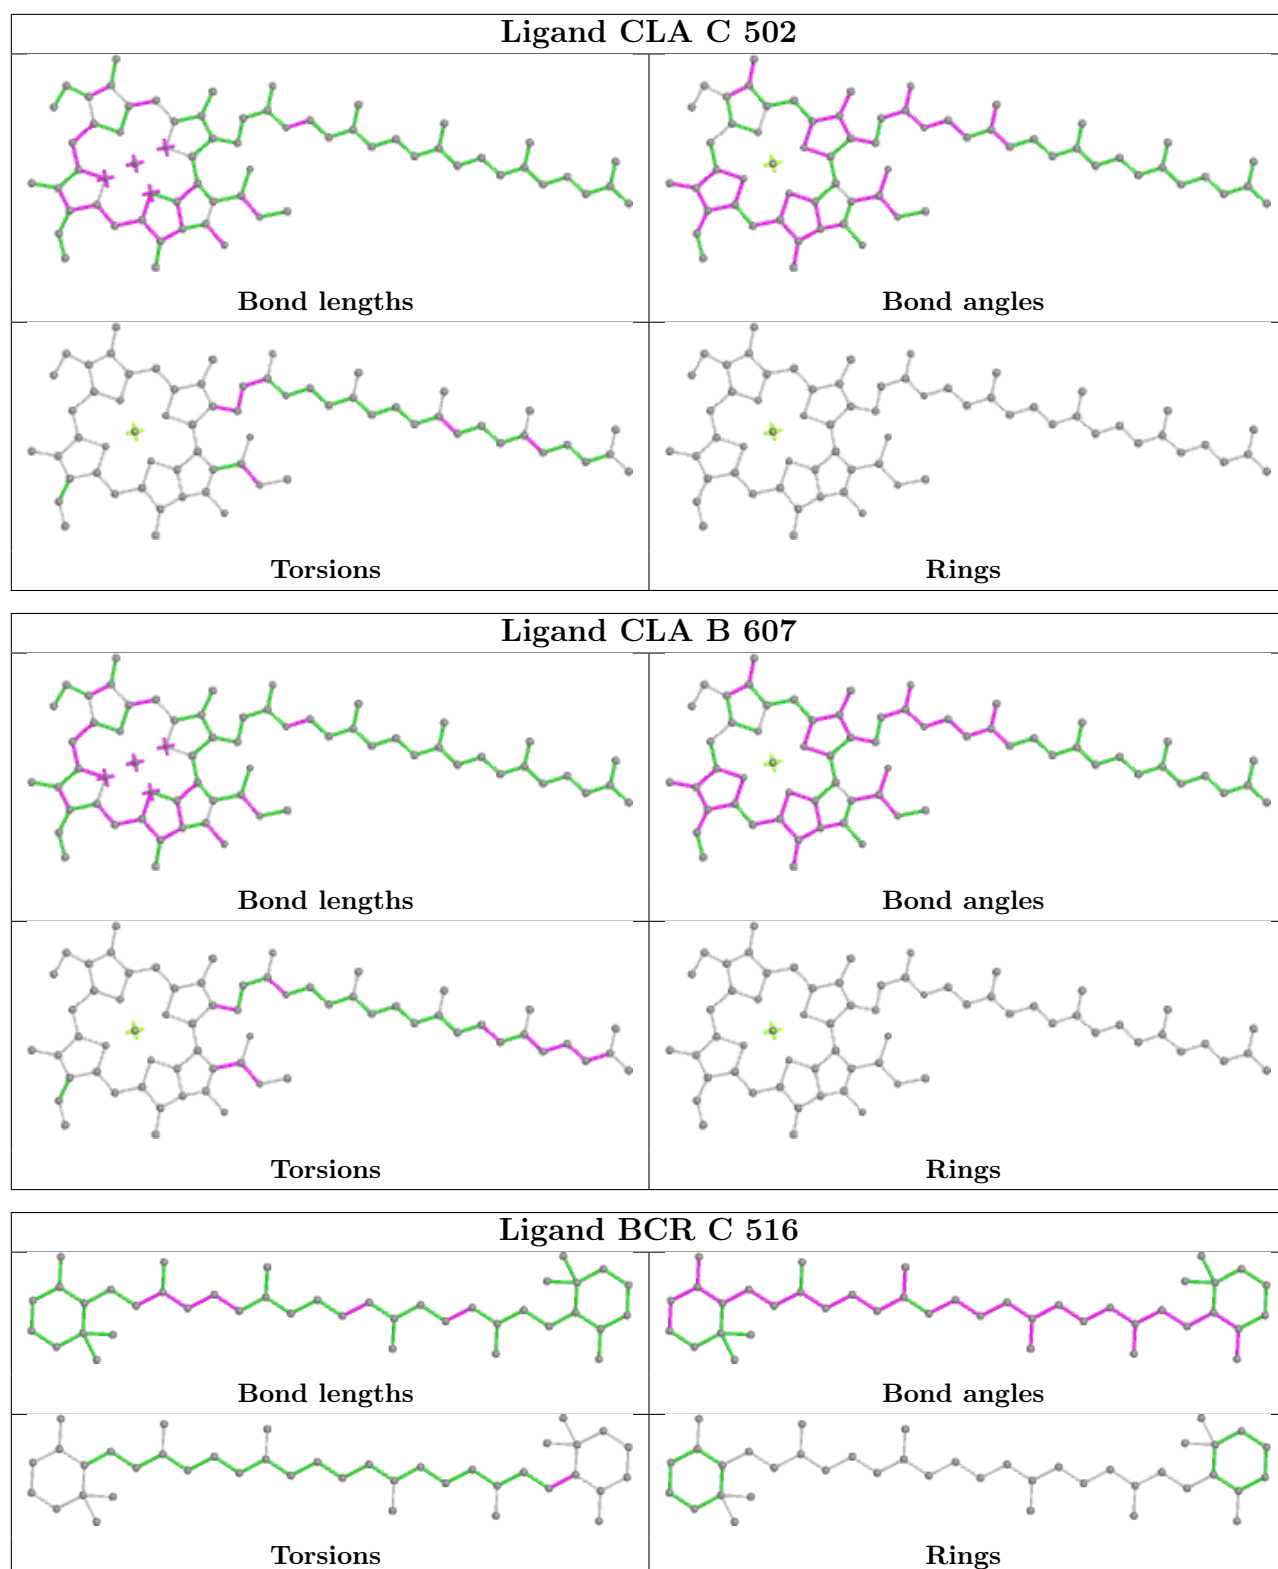 Ligand CLA C 502
Bond lengths
Bond angles
Torsions
Rings
Ligand CLA B 607
Bond lengths
Bond angles
Torsions
Rings
Ligand BCR C 516
Bond lengths
Bond angles
Torsions
Rings